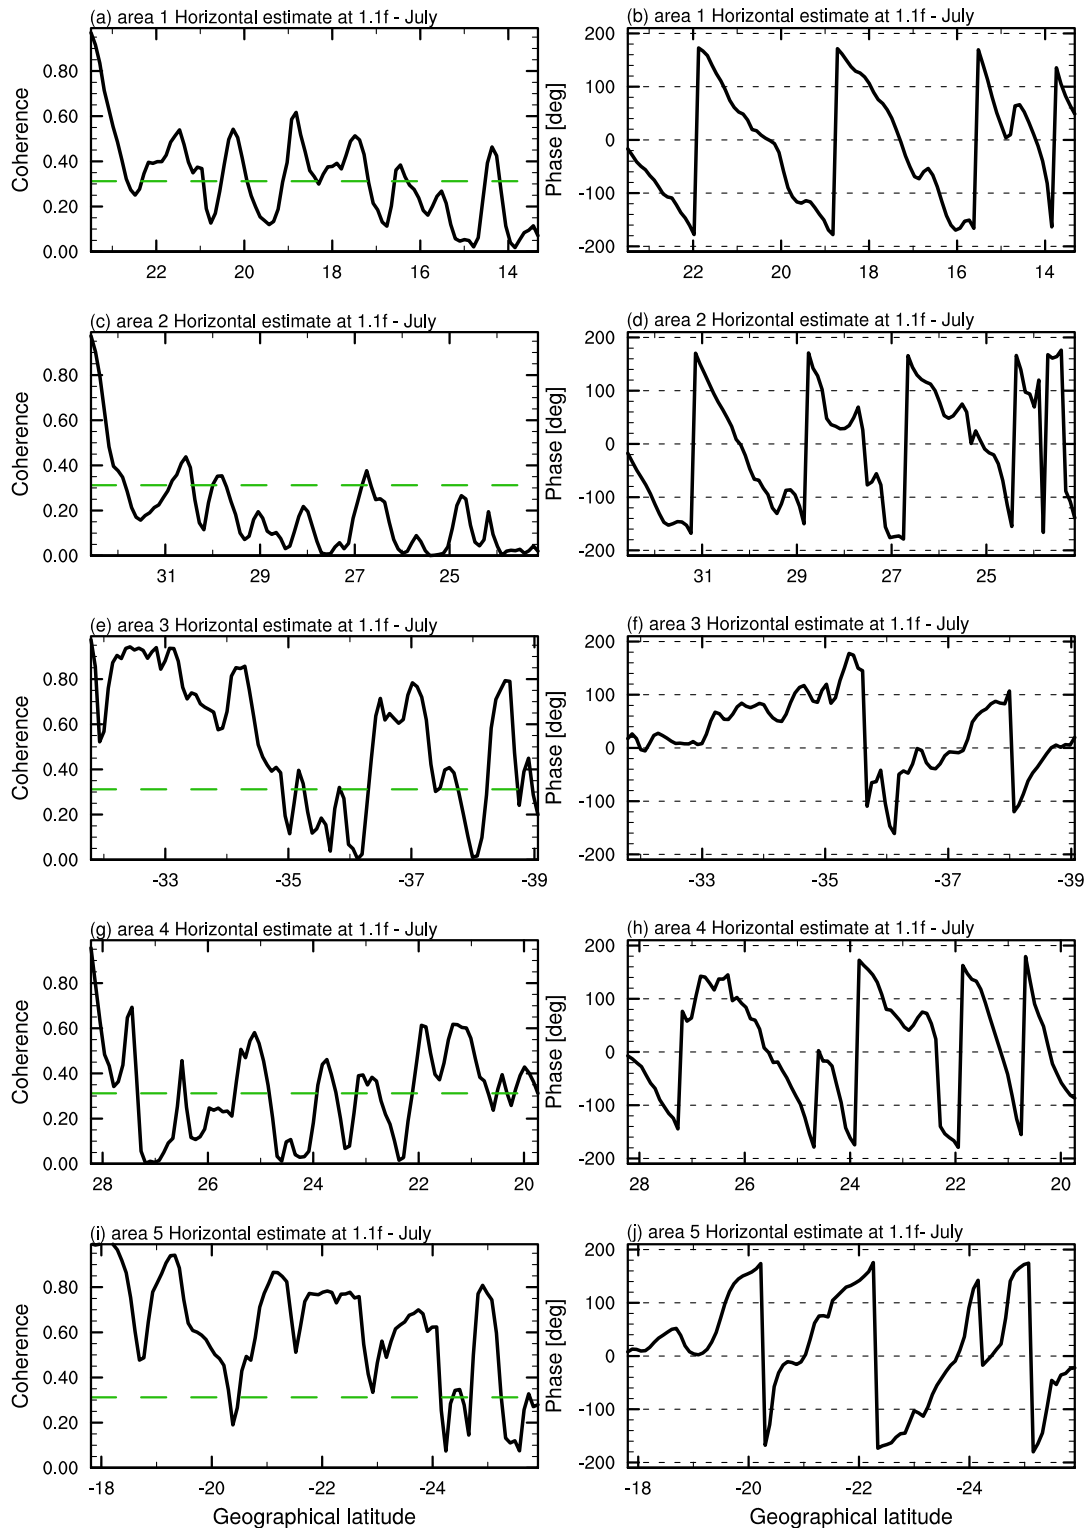 (a) area 1 Horizontal estimate at 1.1f - July
(b) area 1 Horizontal estimate at 1.1f - July
Coherence
0.80
0.60
0.40
0.20
0.00
22 20 18 16 14
Phase [deg]
200
100
0
-100
-200
22 20 18 16 14
(c) area 2 Horizontal estimate at 1.1f - July
(d) area 2 Horizontal estimate at 1.1f - July
Coherence
0.80
0.60
0.40
0.20
0.00
31 29 27 25
Phase [deg]
200
100
0
-100
-200
31 29 27 25
(e) area 3 Horizontal estimate at 1.1f - July
(f) area 3 Horizontal estimate at 1.1f - July
Coherence
0.80
0.60
0.40
0.20
0.00
-33 -35 -37 -39
Phase [deg]
200
100
0
-100
-200
-33 -35 -37 -39
(g) area 4 Horizontal estimate at 1.1f - July
(h) area 4 Horizontal estimate at 1.1f - July
Coherence
0.80
0.60
0.40
0.20
0.00
28 26 24 22 20
Phase [deg]
200
100
0
-100
-200
28 26 24 22 20
(i) area 5 Horizontal estimate at 1.1f - July
(j) area 5 Horizontal estimate at 1.1f- July
Coherence
0.80
0.60
0.40
0.20
0.00
-18 -20 -22 -24
Geographical latitude
Phase [deg]
200
100
0
-100
-200
-18 -20 -22 -24
Geographical latitude